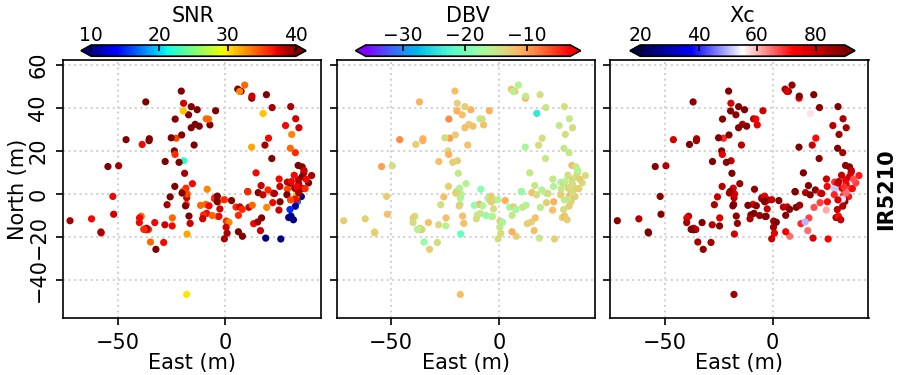 SNR
10 20 30 40
DBV
−30 −20 −10
Xc
20 40 60 80
North (m)
60
40
20
0
−20
−40
−50 0
East (m)
−50 0
East (m)
−50 0
East (m)
IR5210